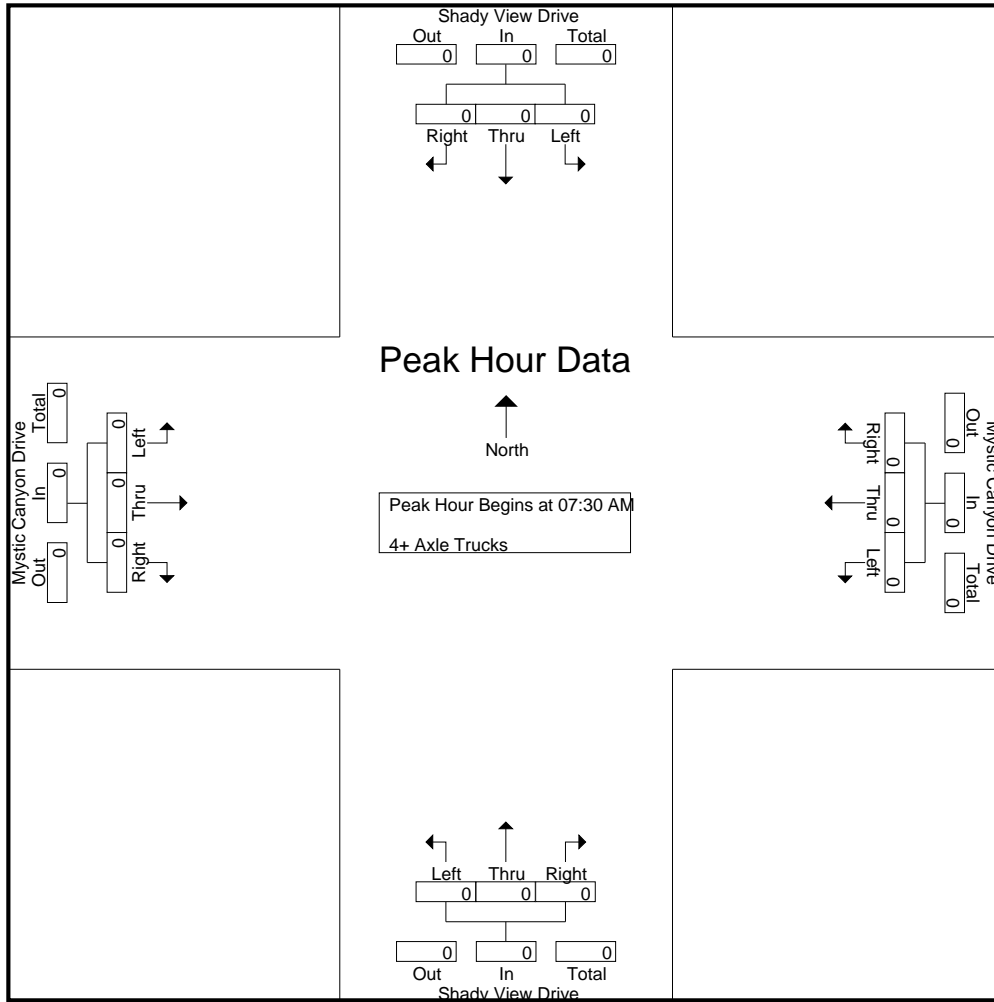 Shady View Drive
Out In Total
0 0 0
0 0 0
Right Thru Left
Peak Hour Data
North
Peak Hour Begins at 07:30 AM
4+ Axle Trucks
Mystic Canyon Drive
Total In Out
0 0 0
0 0 0
Left Thru Right
Mystic Canyon Drive
Out In Total
0 0 0
0 0 0
Right Thru Left
Left Thru Right
0 0 0
0 0 0
Out In Total
Shady View Drive